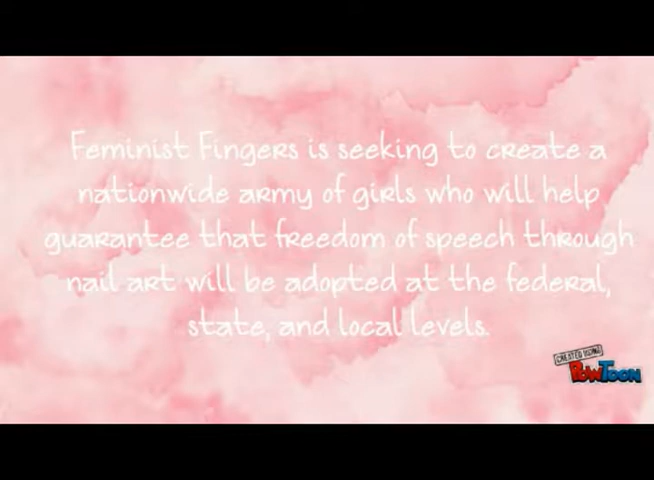 Feminist Fingers is seeking to create a
nationwide army of girls who will help
guarantee that freedom of speech through
nail art will be adopted at the federal,
state, and local levels.
CREATED USING
PowToon